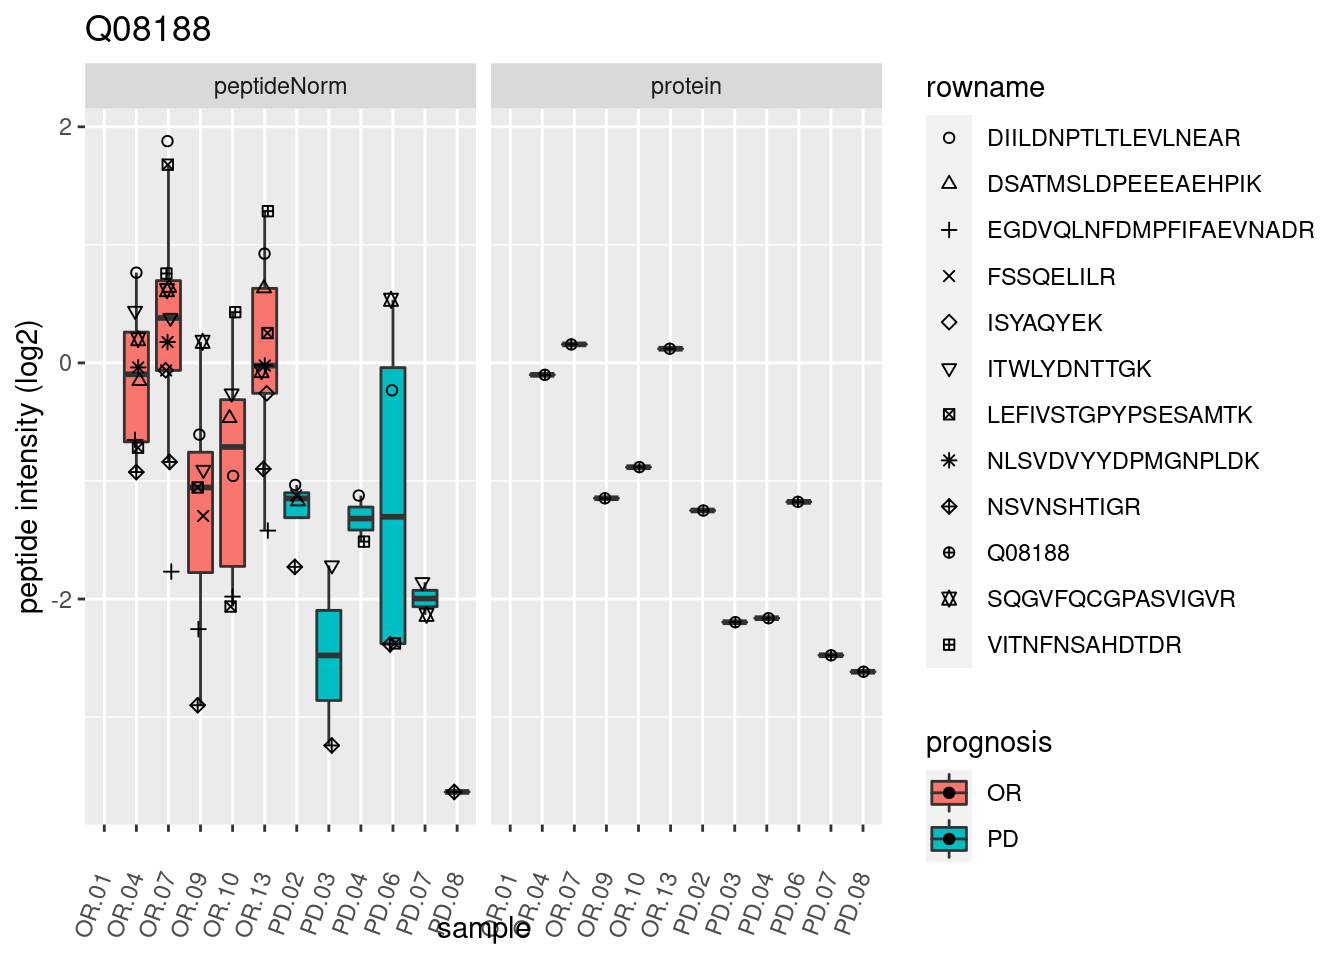 Q08188
peptideNorm
protein
2
0
-2
peptide intensity (log2)
OR.01
OR.04
OR.07
OR.09
OR.10
OR.13
PD.02
PD.03
PD.04
PD.06
PD.07
PD.08
OR.01
OR.04
OR.07
OR.09
OR.10
OR.13
PD.02
PD.03
PD.04
PD.06
PD.07
PD.08
sample
rowname
DIILDNPTLTLEVLNEAR
DSATMSLDPEEEAEHPIK
EGDVQLNFDMPFIFAEVNADR
FSSQELILR
ISYAQYEK
ITWLYDNTTGK
LEFIVSTGPYPSESAMTK
NLSVDVYYDPMGNPLDK
NSVNSHTIGR
Q08188
SQGVFQCGPASVIGVR
VITNFNSAHDTDR
prognosis
OR
PD